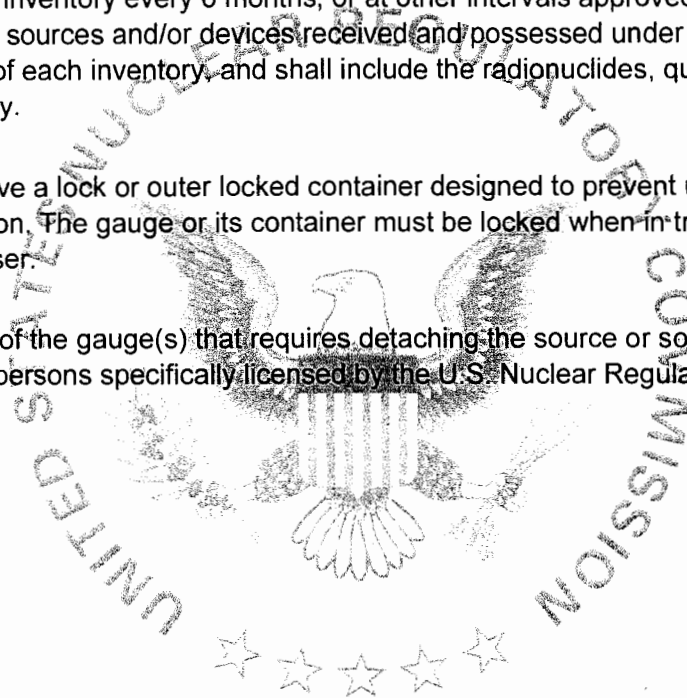 inventory every 6 months, or at other intervals approved
sources and/or devices received and possessed under
of each inventory, and shall include the radionuclides, qu
y.
ve a lock or outer locked container designed to prevent
on. The gauge or its container must be locked when in tr
ser.
of the gauge(s) that requires detaching the source or so
persons specifically licensed by the U.S. Nuclear Regula
UNITED STATES NUCLEAR REGULATORY COMMISSION